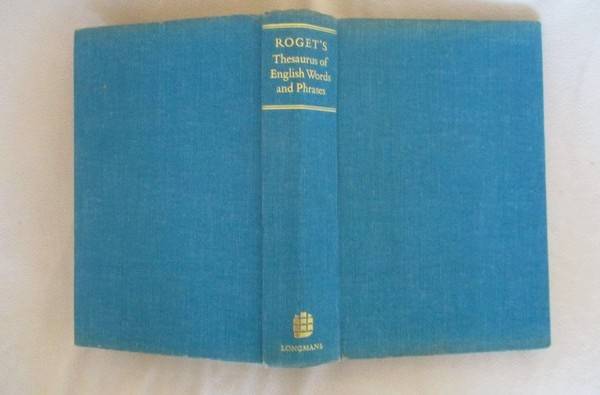 ROGET'S
Thesaurus of
English Words
and Phrases
LONGMANS